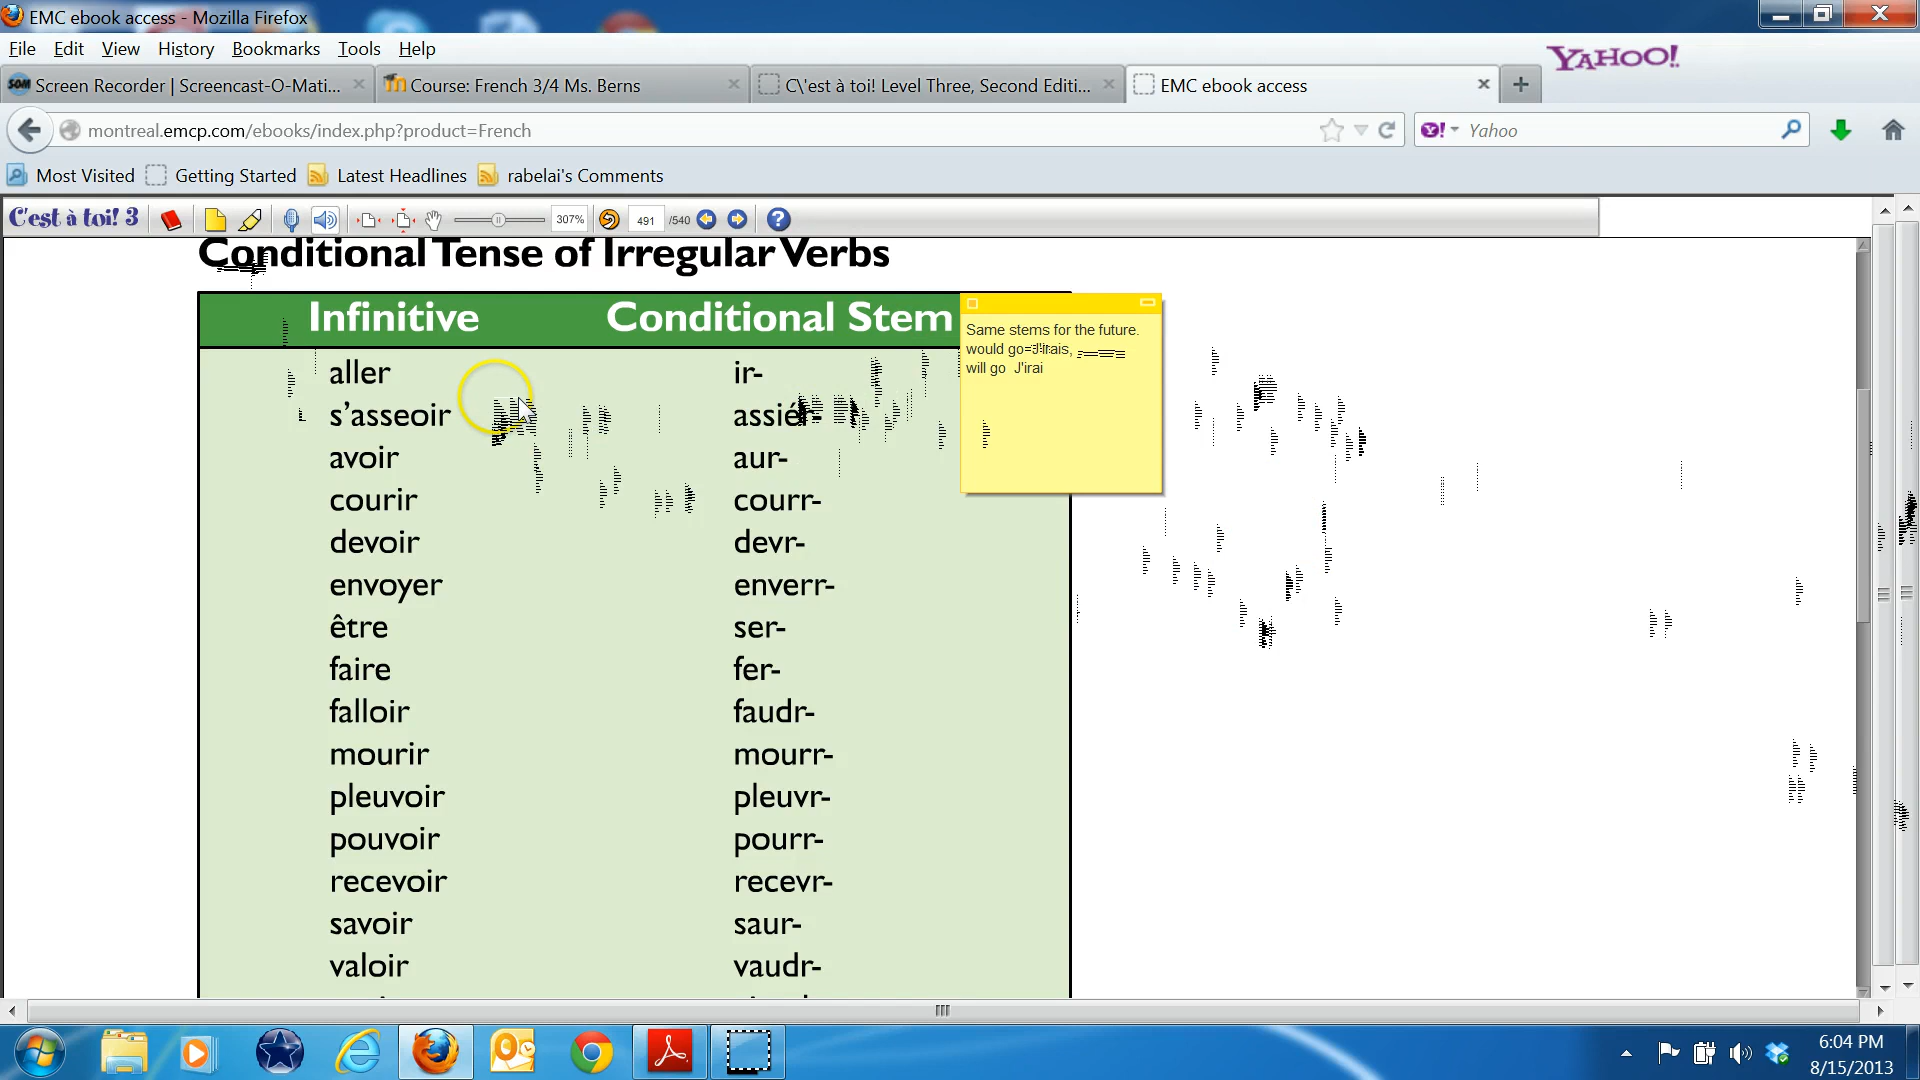 EMC ebook access - Mozilla Firefox
File Edit View History Bookmarks Tools Help
YAHOO!
Screen Recorder | Screencast-O-Mati...
Course: French 3/4 Ms. Berns
C\'est à toi! Level Three, Second Editi...
EMC ebook access
montreal.emcp.com/ebooks/index.php?product=French
Yahoo
Most Visited Getting Started Latest Headlines rabelai's Comments
C'est à toi! 3 307% 491 /540
Conditional Tense of Irregular Verbs
Infinitive Conditional Stem
Same stems for the future.
would go=J'irais,
will go J'irai
aller ir-
s'asseoir assiér-
avoir aur-
courir courr-
devoir devr-
envoyer enverr-
être ser-
faire fer-
falloir faudr-
mourir mourr-
pleuvoir pleuvr-
pouvoir pourr-
recevoir recevr-
savoir saur-
valoir vaudr-
6:04 PM
8/15/2013